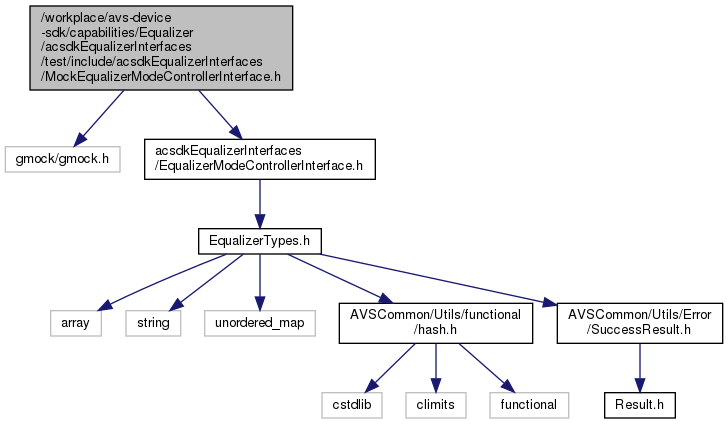 /workplace/avs-device
-sdk/capabilities/Equalizer
/acsdkEqualizerInterfaces
/test/include/acsdkEqualizerInterfaces
/MockEqualizerModeControllerInterface.h
gmock/gmock.h
acsdkEqualizerInterfaces
/EqualizerModeControllerInterface.h
EqualizerTypes.h
array
string
unordered_map
AVSCommon/Utils/functional
/hash.h
AVSCommon/Utils/Error
/SuccessResult.h
cstdlib
climits
functional
Result.h